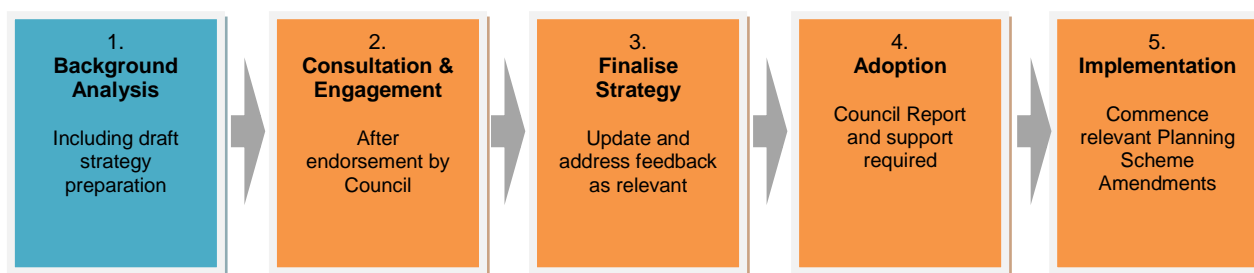 1.
Background
Analysis
Including draft
strategy
preparation
2.
Consultation &
Engagement
After
endorsement by
Council
3.
Finalise
Strategy
Update and
address feedback
as relevant
4.
Adoption
Council Report
and support
required
5.
Implementation
Commence
relevant Planning
Scheme
Amendments